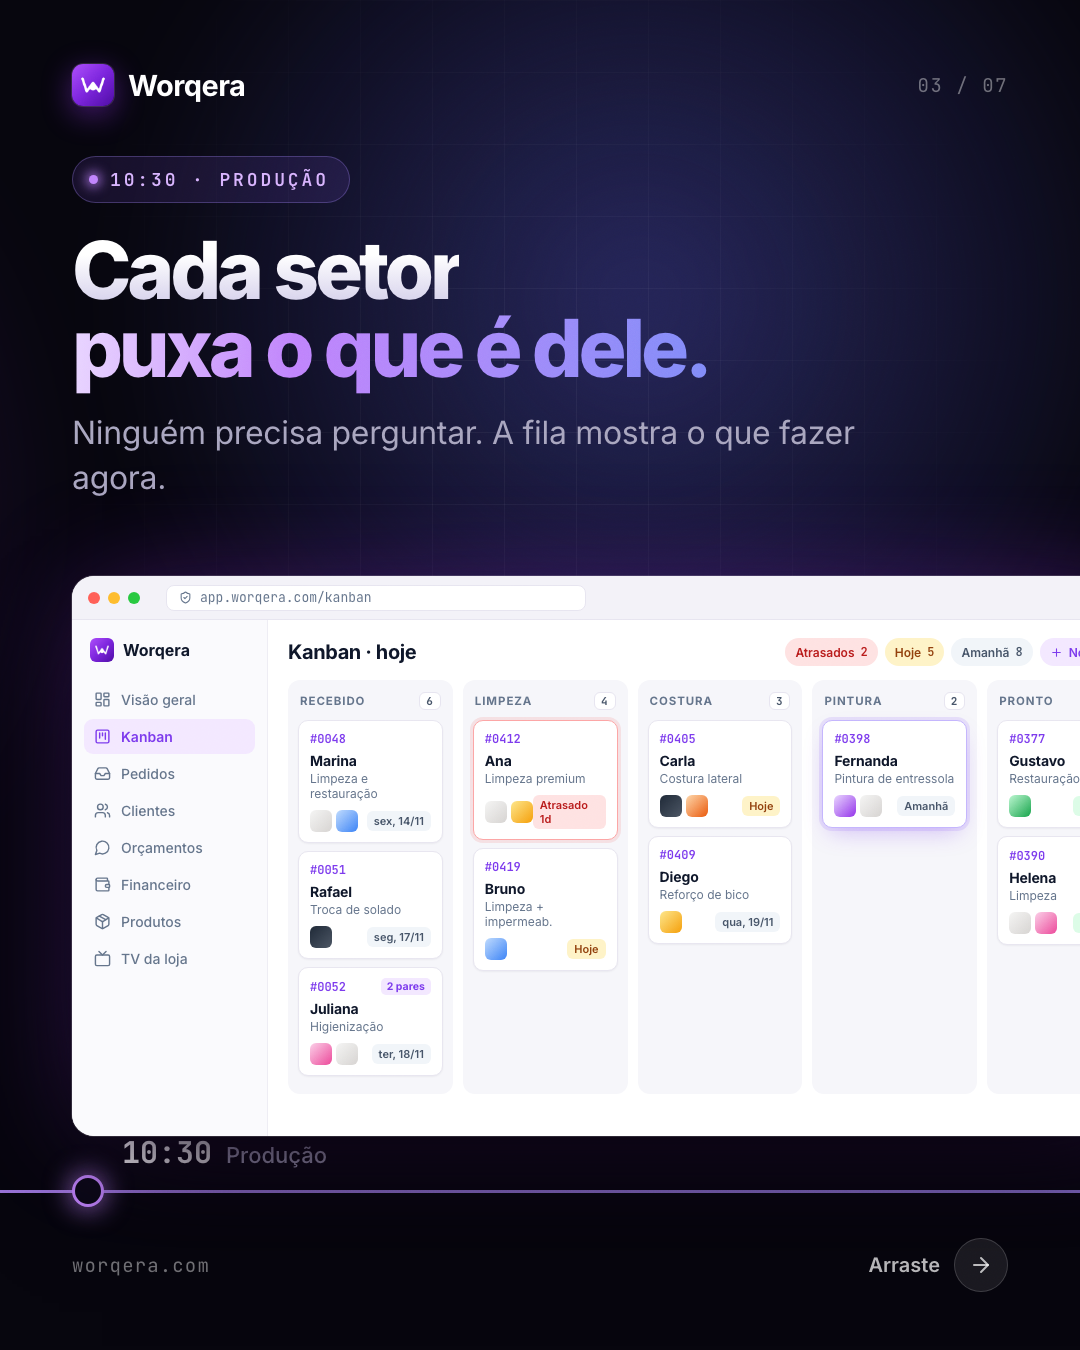 Worqera
03 / 07
10:30 · PRODUÇÃO
Cada setor
puxa o que é dele.
Ninguém precisa perguntar. A fila mostra o que fazer
agora.
app.worqera.com/kanban
Worqera
Visão geral
Kanban
Pedidos
Clientes
Orçamentos
Financeiro
Produtos
TV da loja
Kanban · hoje
Atrasados 2
Hoje 5
Amanhã 8
RECEBIDO 6
#0048
Marina
Limpeza e
restauração
sex, 14/11
#0051
Rafael
Troca de solado
seg, 17/11
#0052
2 pares
Juliana
Higienização
ter, 18/11
LIMPEZA 4
#0412
Ana
Limpeza premium
Atrasado
1d
#0419
Bruno
Limpeza +
impermeab.
Hoje
COSTURA 3
#0405
Carla
Costura lateral
Hoje
#0409
Diego
Reforço de bico
qua, 19/11
PINTURA 2
#0398
Fernanda
Pintura de entressola
Amanhã
PRONTO
#0377
Gustavo
Restauração
#0390
Helena
Limpeza
10:30 Produção
worqera.com
Arraste